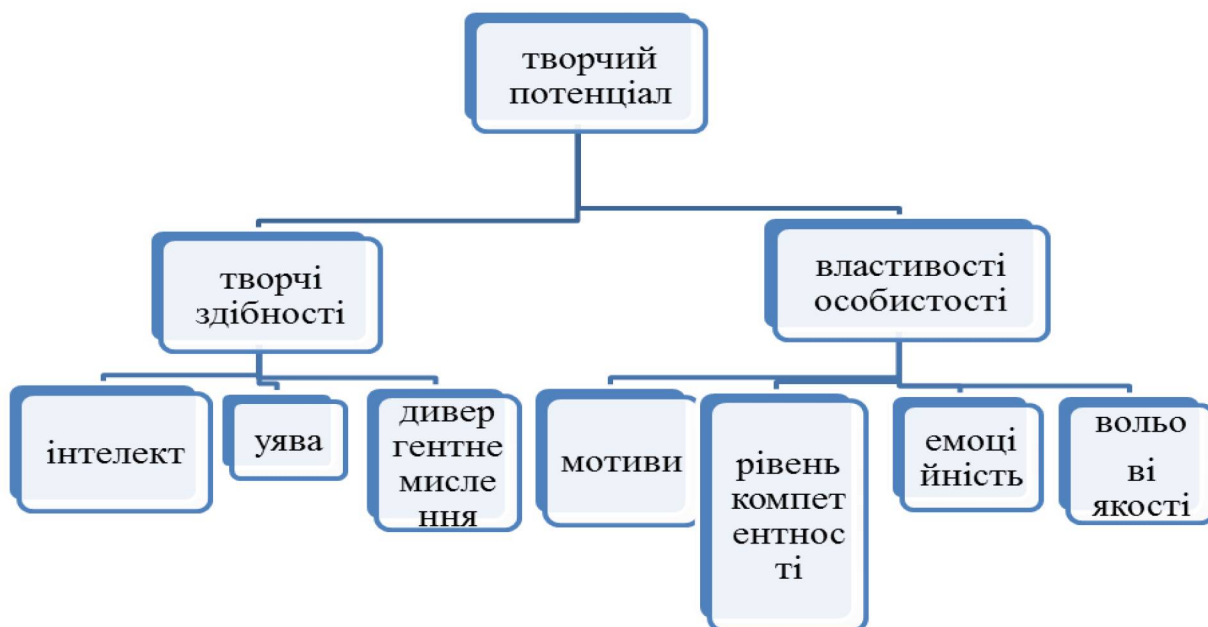 творчий
потенціал
творчі
здібності
властивості
особистості
інтелект
уява
дивер
гентне
мисле
ння
мотиви
рівень
компет
ентнос
ті
емоці
йність
вольо
ві
якості